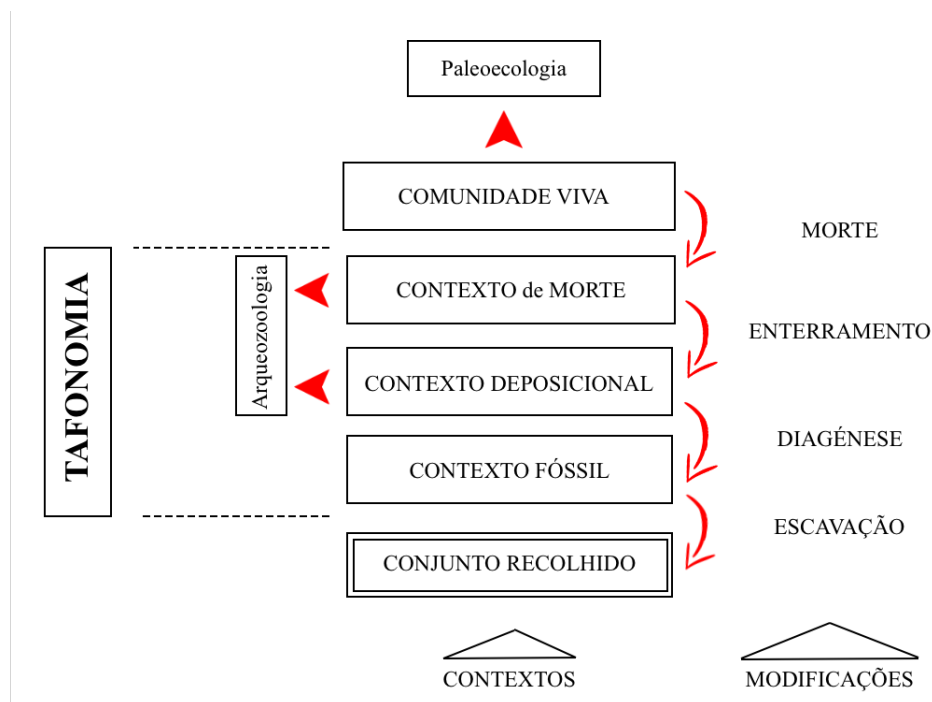 Paleoecologia
COMUNIDADE VIVA
MORTE
TAFONOMIA
Arqueozoologia
CONTEXTO de MORTE
ENTERRAMENTO
CONTEXTO DEPOSICIONAL
DIAGÉNESE
CONTEXTO FÓSSIL
ESCAVAÇÃO
CONJUNTO RECOLHIDO
CONTEXTOS
MODIFICAÇÕES